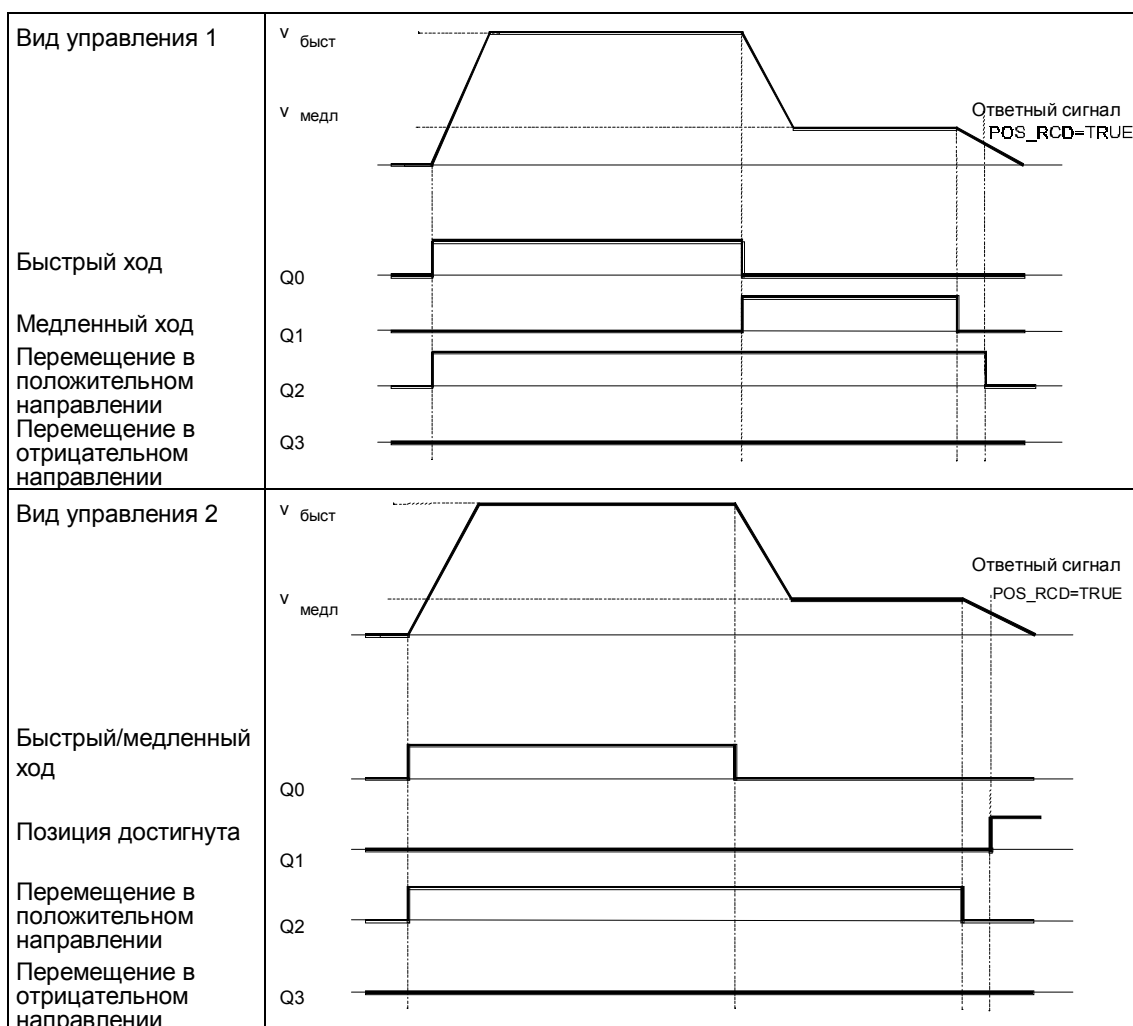 Вид управления 1
v быст
v медл
Ответный сигнал
POS_RCD=TRUE
Быстрый ход
Q0
Медленный ход
Q1
Перемещение в
положительном
направлении
Q2
Перемещение в
отрицательном
направлении
Q3
Вид управления 2
v быст
v медл
Ответный сигнал
POS_RCD=TRUE
Быстрый/медленный
ход
Q0
Позиция достигнута
Q1
Перемещение в
положительном
направлении
Q2
Перемещение в
отрицательном
направлении
Q3